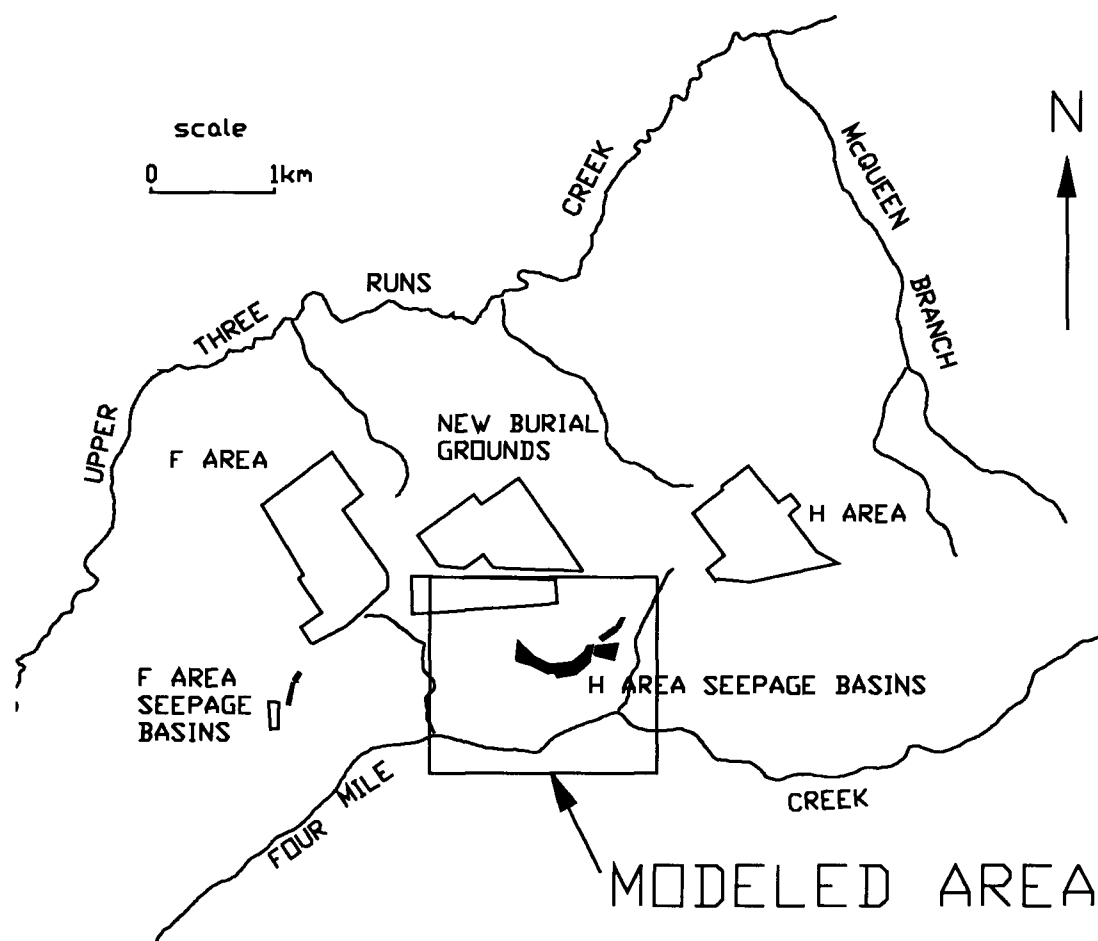 scale
0 1km
N
McQUEEN
BRANCH
CREEK
RUNS
THREE
UPPER
NEW BURIAL
GROUNDS
F AREA
H AREA
F AREA
SEEPAGE
BASINS
H AREA SEEPAGE BASINS
FOUR MILE
CREEK
MODELED AREA